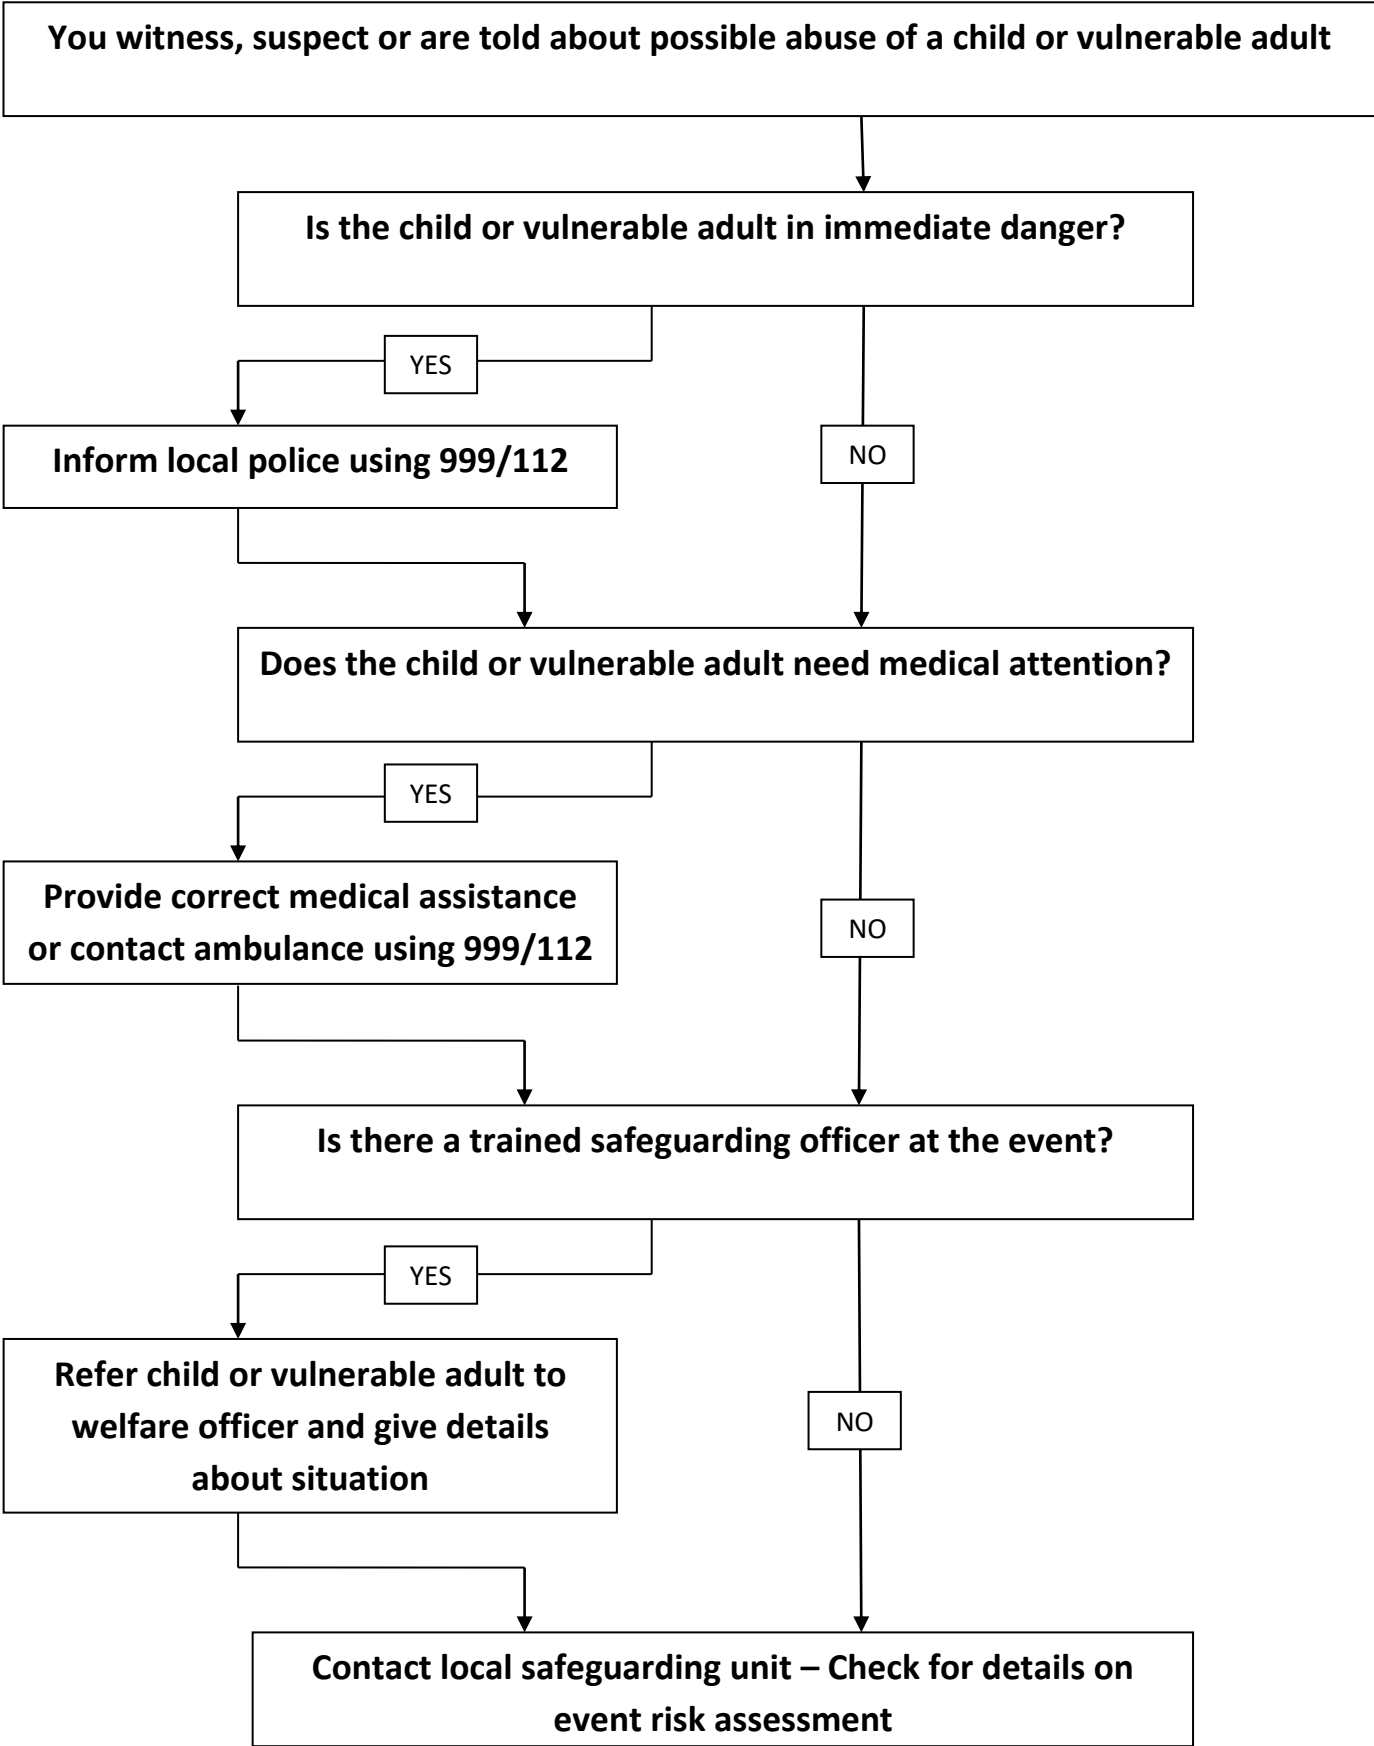 You witness, suspect or are told about possible abuse of a child or vulnerable adult
Is the child or vulnerable adult in immediate danger?
YES
Inform local police using 999/112
NO
Does the child or vulnerable adult need medical attention?
YES
Provide correct medical assistance
or contact ambulance using 999/112
NO
Is there a trained safeguarding officer at the event?
YES
Refer child or vulnerable adult to
welfare officer and give details
about situation
NO
Contact local safeguarding unit – Check for details on
event risk assessment